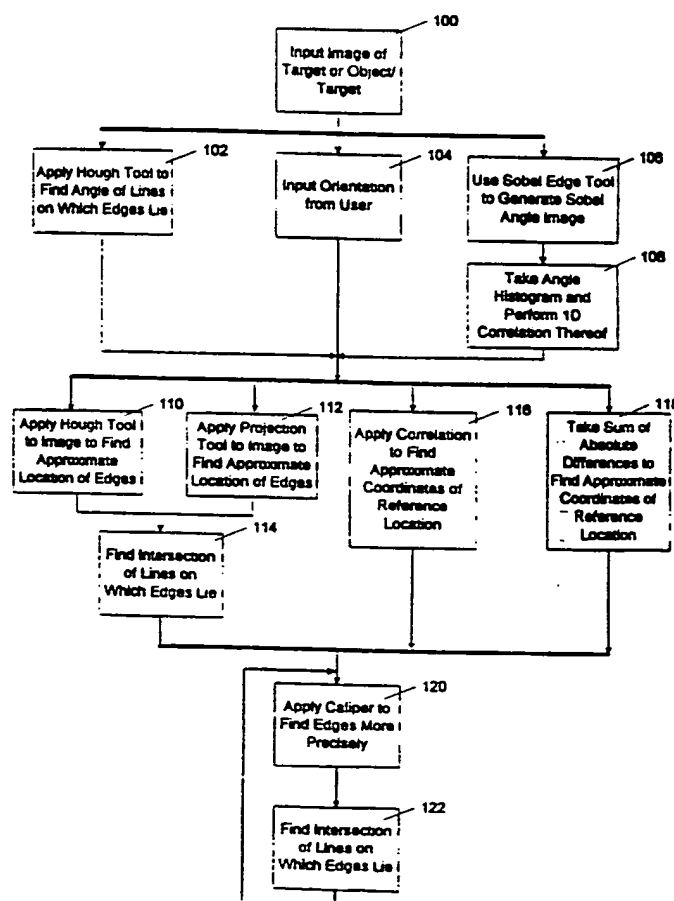 100
Input Image of
Target or Object/
Target
102
Apply Hough Tool to
Find Angle of Lines
on Which Edges Lie
104
Input Orientation
from User
106
Use Sobel Edge Tool
to Generate Sobel
Angle Image
108
Take Angle
Histogram and
Perform 1D
Correlation Thereof
110
Apply Hough Tool
to Image to Find
Approximate
Location of Edges
112
Apply Projection
Tool to Image to
Find Approximate
Location of Edges
116
Apply Correlation
to Find
Approximate
Coordinates of
Reference
Location
118
Take Sum of
Absolute
Differences to
Find Approximate
Coordinates of
Reference
Location
114
Find Intersection
of Lines on
Which Edges Lie
120
Apply Caliper to
Find Edges More
Precisely
122
Find Intersection
of Lines on
Which Edges Lie